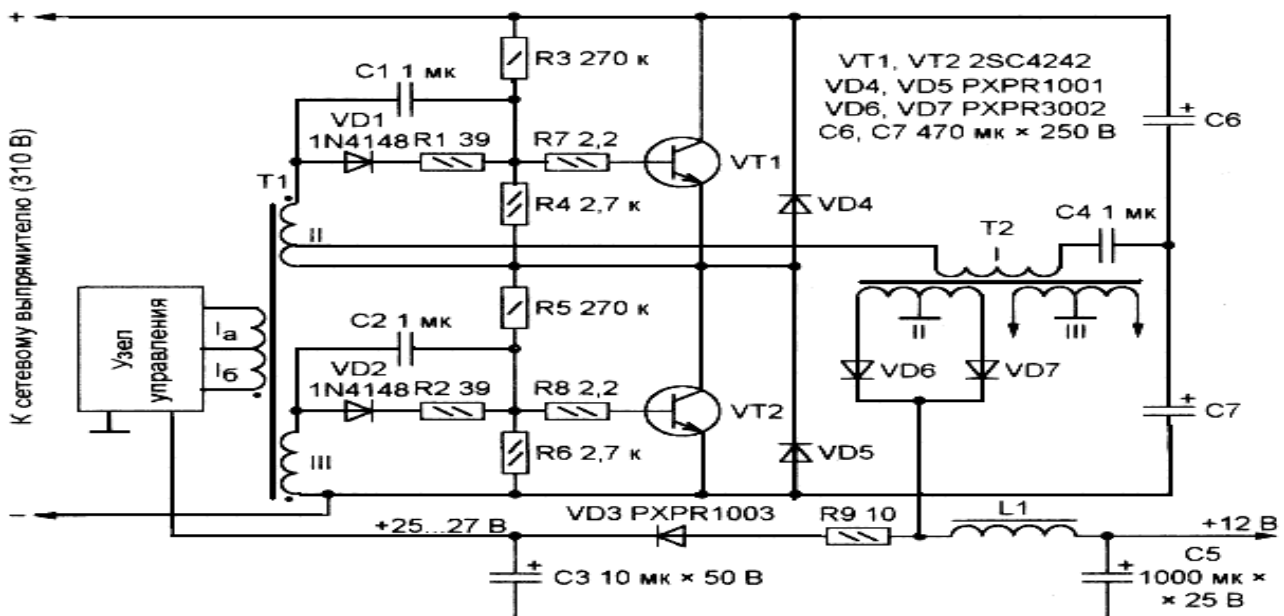 +
R3 270 к
C1 1 мк
VT1, VT2 2SC4242
VD4, VD5 PXPR1001
VD6, VD7 PXPR3002
C6, C7 470 мк × 250 В
+
C6
К сетевому выпрямителю (310 В)
VD1
1N4148
R1 39
R7 2,2
VT1
T1
R4 2,7 к
VD4
C4 1 мк
T2
I
II
Узел
управления
Iа
Iб
R5 270 к
C2 1 мк
II
III
VD2
1N4148
R2 39
R8 2,2
VD6
VD7
VT2
+
C7
III
R6 2,7 к
VD5
–
+25...27 В
VD3 PXPR1003
R9 10
L1
+12 В
+
C3 10 мк × 50 В
+
C5
1000 мк ×
× 25 В